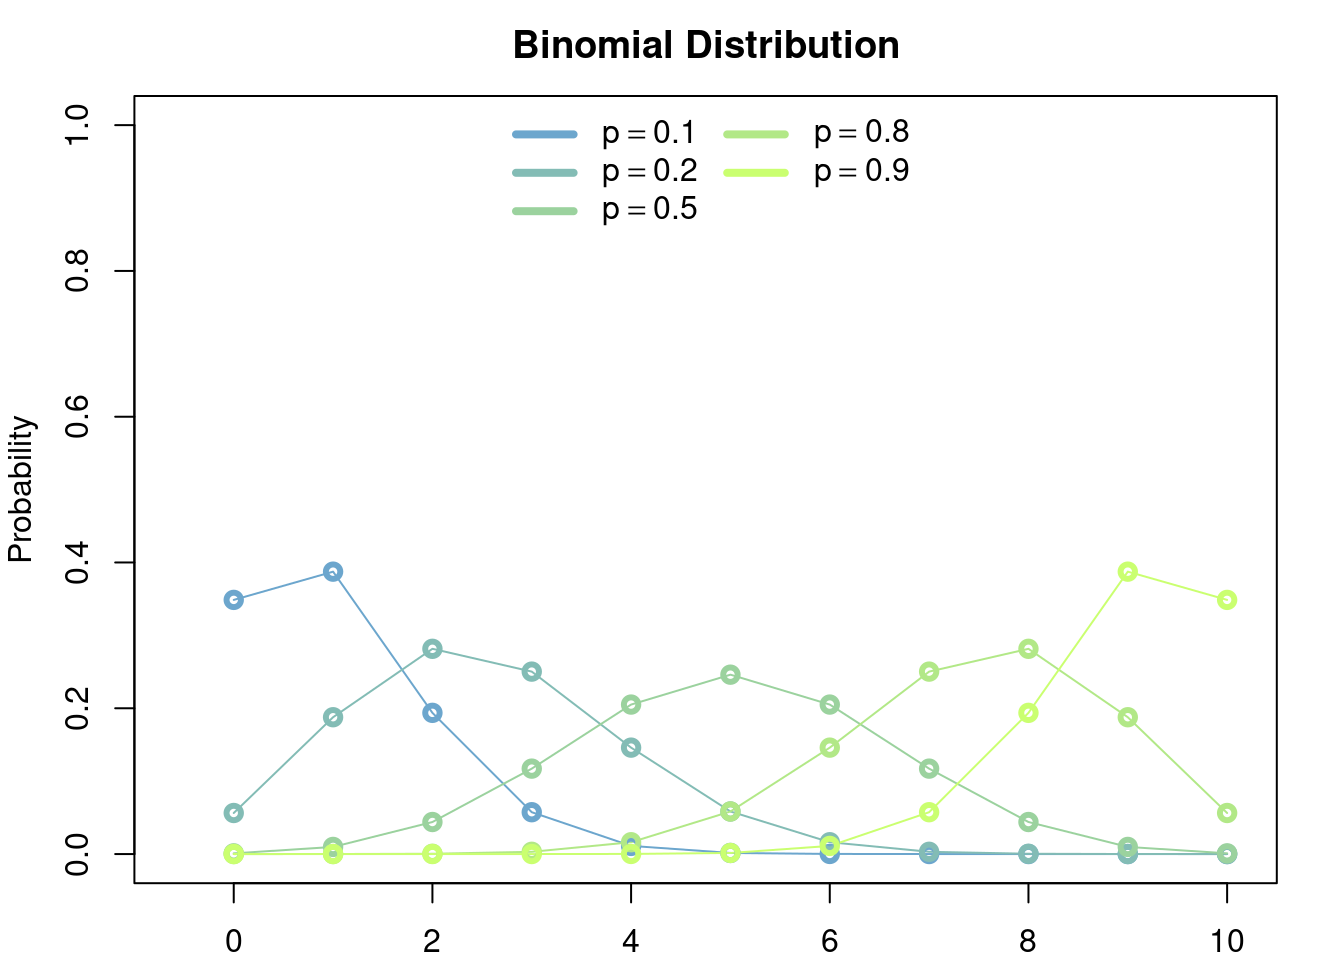 Binomial Distribution
p = 0.1
p = 0.2
p = 0.5
p = 0.8
p = 0.9
Probability
1.0
0.8
0.6
0.4
0.2
0.0
0 2 4 6 8 10